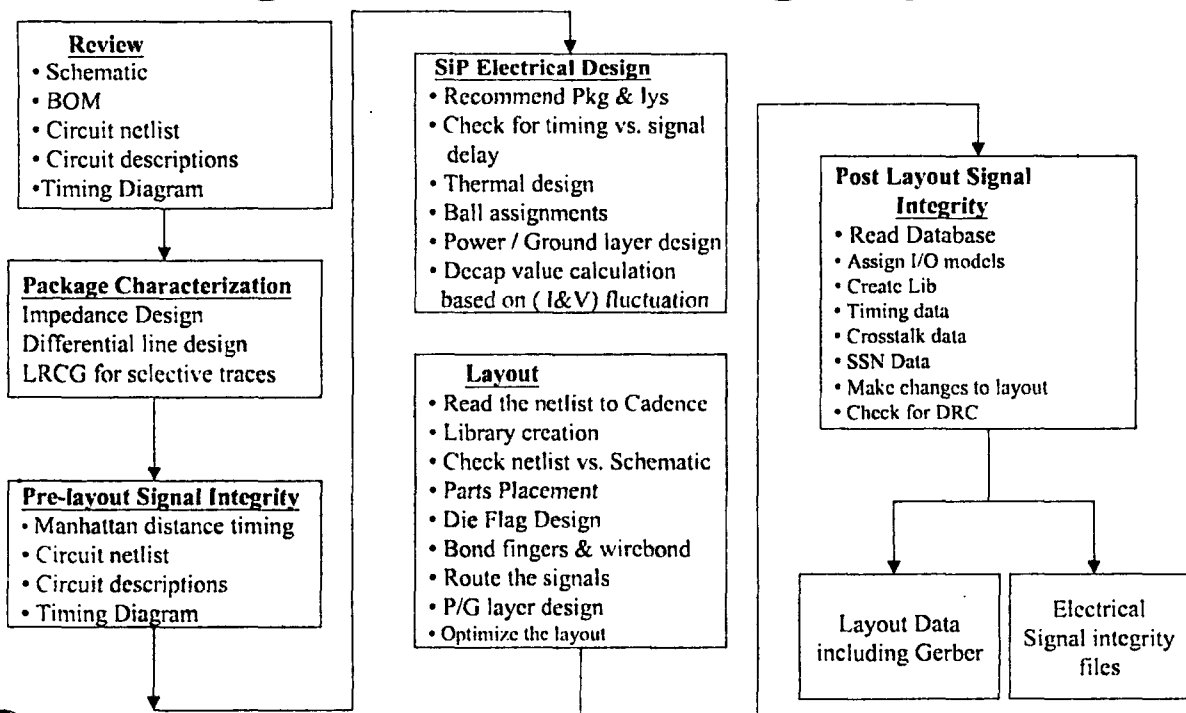 Review
• Schematic
• BOM
• Circuit netlist
• Circuit descriptions
•Timing Diagram
Package Characterization
Impedance Design
Differential line design
LRCG for selective traces
Pre-layout Signal Integrity
• Manhattan distance timing
• Circuit netlist
• Circuit descriptions
• Timing Diagram
SiP Electrical Design
• Recommend Pkg & lys
• Check for timing vs. signal
delay
• Thermal design
• Ball assignments
• Power / Ground layer design
• Decap value calculation
based on ( I&V) fluctuation
Layout
• Read the netlist to Cadence
• Library creation
• Check netlist vs. Schematic
• Parts Placement
• Die Flag Design
• Bond fingers & wirebond
• Route the signals
• P/G layer design
• Optimize the layout
Post Layout Signal
Integrity
• Read Database
• Assign I/O models
• Create Lib
• Timing data
• Crosstalk data
• SSN Data
• Make changes to layout
• Check for DRC
Layout Data
including Gerber
Electrical
Signal integrity
files